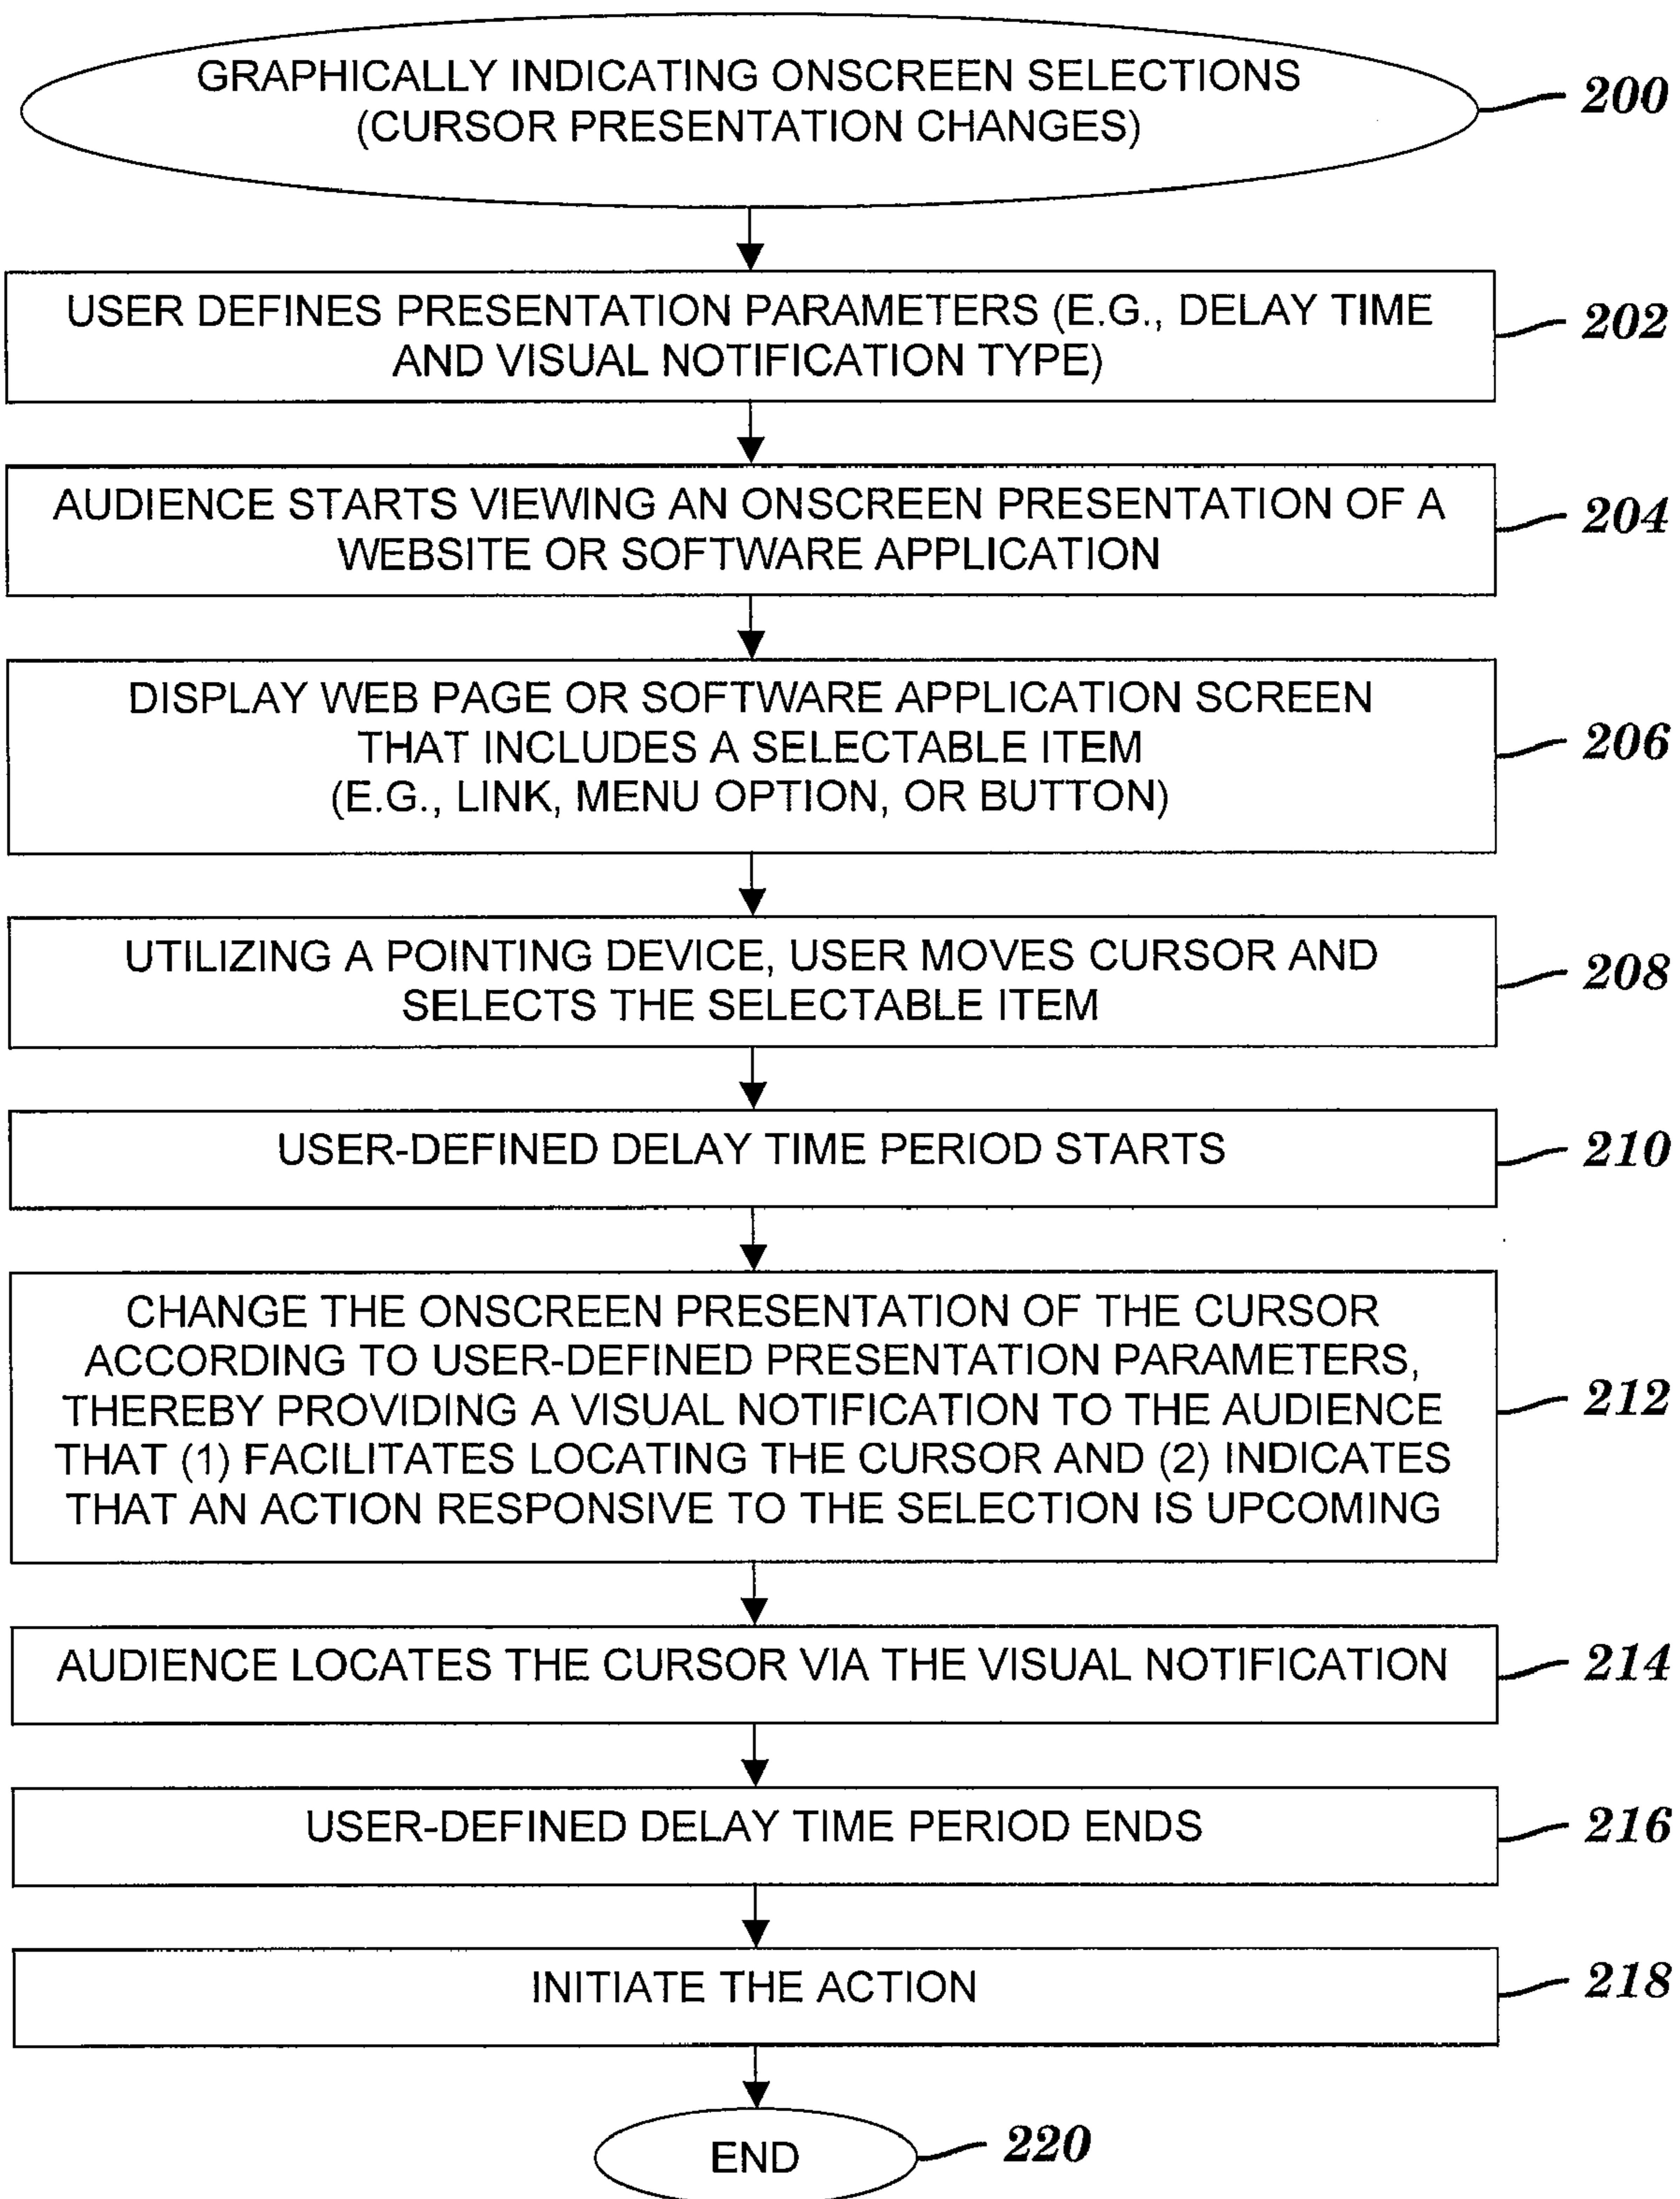 GRAPHICALLY INDICATING ONSCREEN SELECTIONS
(CURSOR PRESENTATION CHANGES)
200
USER DEFINES PRESENTATION PARAMETERS (E.G., DELAY TIME
AND VISUAL NOTIFICATION TYPE)
202
AUDIENCE STARTS VIEWING AN ONSCREEN PRESENTATION OF A
WEBSITE OR SOFTWARE APPLICATION
204
DISPLAY WEB PAGE OR SOFTWARE APPLICATION SCREEN
THAT INCLUDES A SELECTABLE ITEM
(E.G., LINK, MENU OPTION, OR BUTTON)
206
UTILIZING A POINTING DEVICE, USER MOVES CURSOR AND
SELECTS THE SELECTABLE ITEM
208
USER-DEFINED DELAY TIME PERIOD STARTS
210
CHANGE THE ONSCREEN PRESENTATION OF THE CURSOR
ACCORDING TO USER-DEFINED PRESENTATION PARAMETERS,
THEREBY PROVIDING A VISUAL NOTIFICATION TO THE AUDIENCE
THAT (1) FACILITATES LOCATING THE CURSOR AND (2) INDICATES
THAT AN ACTION RESPONSIVE TO THE SELECTION IS UPCOMING
212
AUDIENCE LOCATES THE CURSOR VIA THE VISUAL NOTIFICATION
214
USER-DEFINED DELAY TIME PERIOD ENDS
216
INITIATE THE ACTION
218
END
220